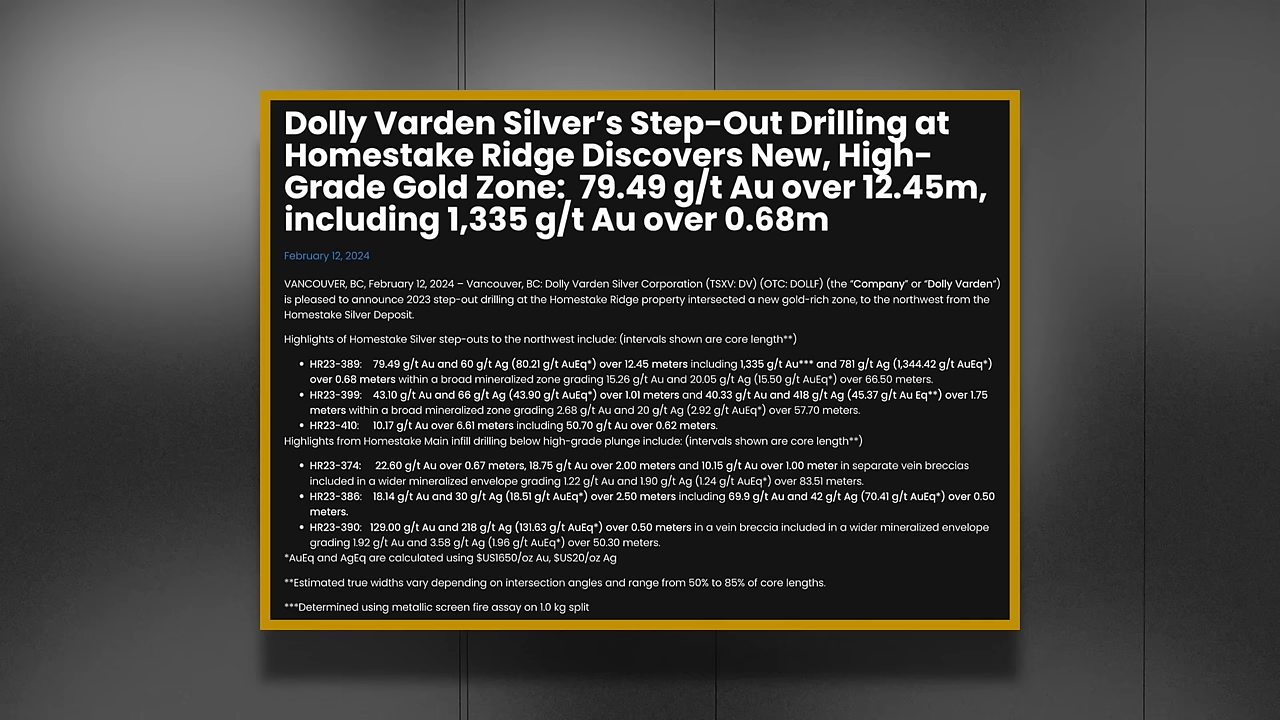 Dolly Varden Silver's Step-Out Drilling at
Homestake Ridge Discovers New, High-
Grade Gold Zone:  79.49 g/t Au over 12.45m,
including 1,335 g/t Au over 0.68m
February 12, 2024
VANCOUVER, BC, February 12, 2024 – Vancouver, BC: Dolly Varden Silver Corporation (TSXV: DV) (OTC: DOLLF) (the “Company” or “Dolly Varden”)
is pleased to announce 2023 step-out drilling at the Homestake Ridge property intersected a new gold-rich zone, to the northwest from the
Homestake Silver Deposit.
Highlights of Homestake Silver step-outs to the northwest include: (intervals shown are core length**)
• HR23-389:   79.49 g/t Au and 60 g/t Ag (80.21 g/t AuEq*) over 12.45 meters including 1,335 g/t Au*** and 781 g/t Ag (1,344.42 g/t AuEq*)
over 0.68 meters within a broad mineralized zone grading 15.26 g/t Au and 20.05 g/t Ag (15.50 g/t AuEq*) over 66.50 meters.
• HR23-399:   43.10 g/t Au and 66 g/t Ag (43.90 g/t AuEq*) over 1.01 meters and 40.33 g/t Au and 418 g/t Ag (45.37 g/t Au Eq**) over 1.75
meters within a broad mineralized zone grading 2.68 g/t Au and 20 g/t Ag (2.92 g/t AuEq*) over 57.70 meters.
• HR23-410:   10.17 g/t Au over 6.61 meters including 50.70 g/t Au over 0.62 meters.
Highlights from Homestake Main infill drilling below high-grade plunge include: (intervals shown are core length**)
• HR23-374:    22.60 g/t Au over 0.67 meters, 18.75 g/t Au over 2.00 meters and 10.15 g/t Au over 1.00 meter in separate vein breccias
included in a wider mineralized envelope grading 1.22 g/t Au and 1.90 g/t Ag (1.24 g/t AuEq*) over 83.51 meters.
• HR23-386:   18.14 g/t Au and 30 g/t Ag (18.51 g/t AuEq*) over 2.50 meters including 69.9 g/t Au and 42 g/t Ag (70.41 g/t AuEq*) over 0.50
meters.
• HR23-390:  129.00 g/t Au and 218 g/t Ag (131.63 g/t AuEq*) over 0.50 meters in a vein breccia included in a wider mineralized envelope
grading 1.92 g/t Au and 3.58 g/t Ag (1.96 g/t AuEq*) over 50.30 meters.
*AuEq and AgEq are calculated using $US1650/oz Au, $US20/oz Ag
**Estimated true widths vary depending on intersection angles and range from 50% to 85% of core lengths.
***Determined using metallic screen fire assay on 1.0 kg split